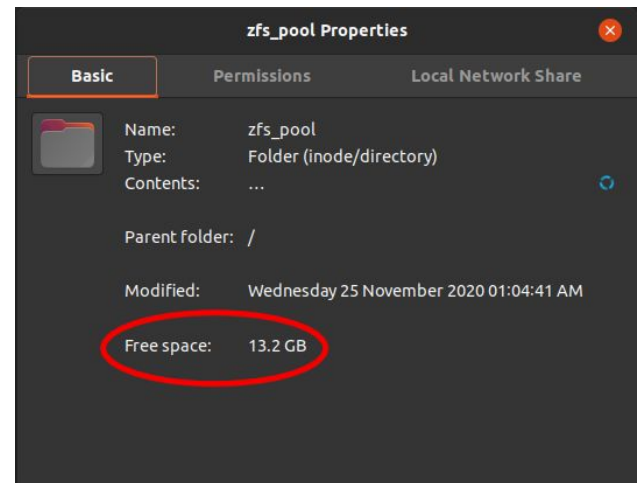 zfs_pool Properties
Basic Permissions Local Network Share
Name: zfs_pool
Type: Folder (inode/directory)
Contents: ...
Parent folder: /
Modified: Wednesday 25 November 2020 01:04:41 AM
Free space: 13.2 GB